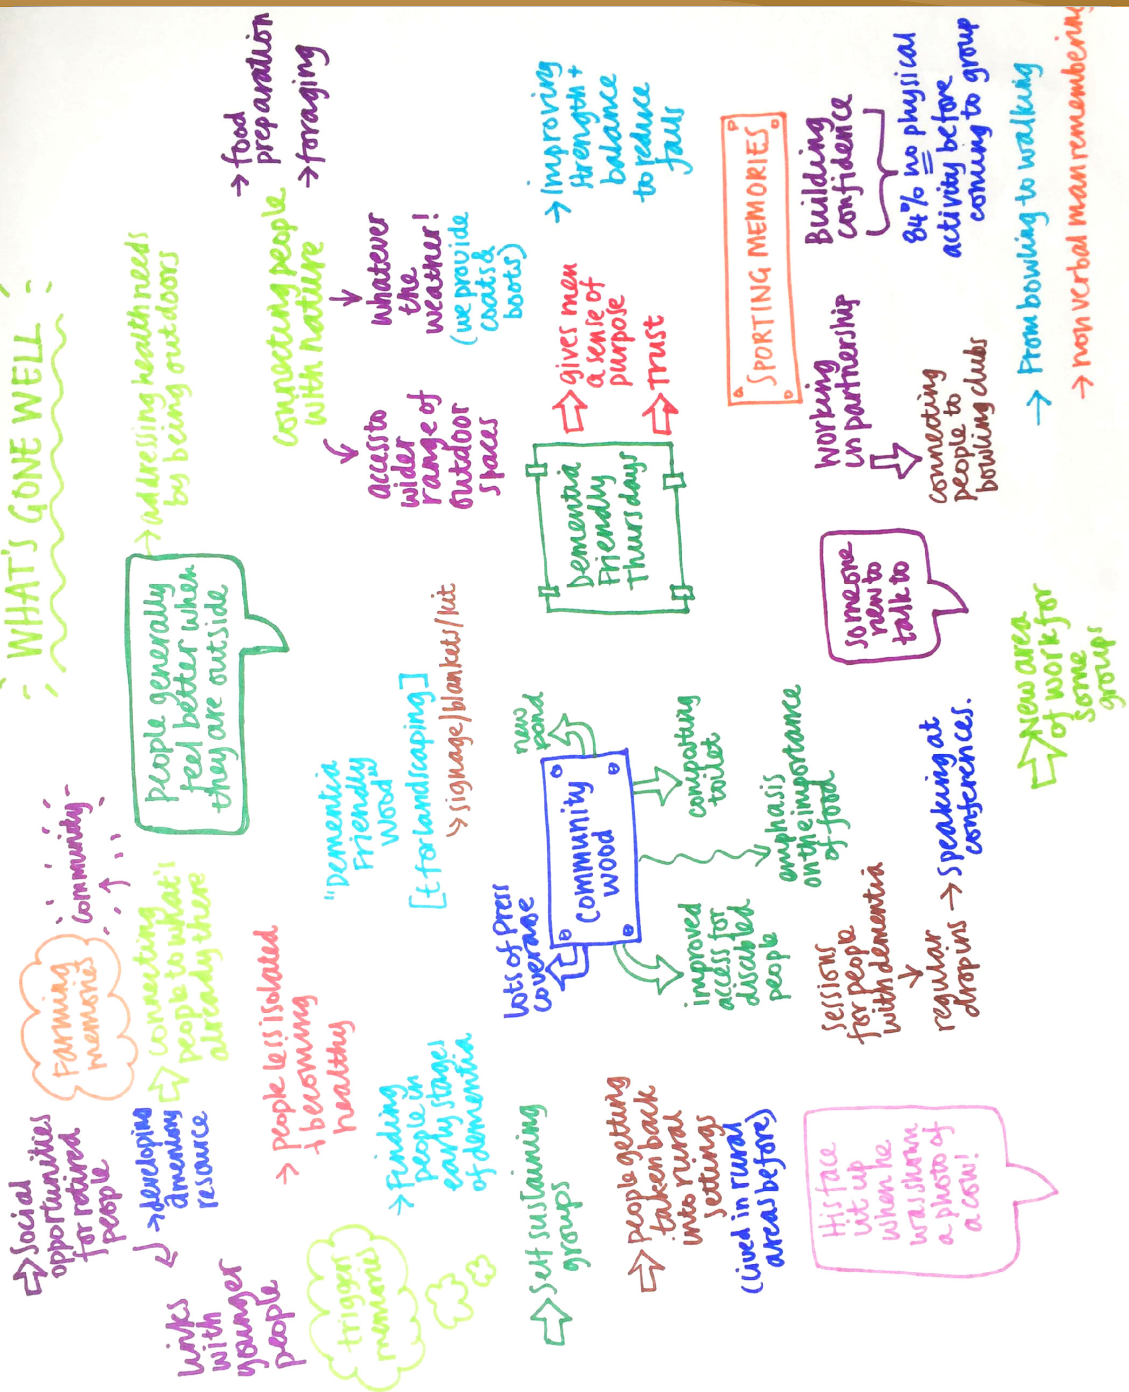 WHAT'S GONE WELL
⇨ Social
opportunities
for retired
people
Farming
memories
community
→ developing
a memory
resource
Links
with
younger
people
⇨ connecting
people to what's
already there
people generally
feel better when
they are outside
→ addressing health needs
by being outdoors
→ food
preparation
→ foraging
connecting people
with nature
access to
wider
range of
outdoor
spaces
whatever
the
weather!
(we provide
coats &
boots)
→ people less isolated
+ becoming
healthy
"Dementia
Friendly
Wood"
[+ for landscaping]
→ signage/blankets/kit
trigger
memories
→ Finding
people in
early stages
of dementia
⇨ Self sustaining
groups
lots of press
coverage
COMMUNITY
WOOD
new
pond
composting
toilet
emphasis
on the importance
of food
improved
access for
disabled
people
Dementia
Friendly
Thursdays
⇨ gives men
a sense of
purpose
⇨ Trust
→ Improving
strength +
balance
to reduce
falls
⇨ people getting
taken back
into rural
settings
(lived in rural
areas before)
His face
lit up
when he
was shown
a photo of
a cow!
sessions
for people
with dementia
regular
drop ins → speaking at
conferences.
someone
new to
talk to
⇨ New area
of work for
some
groups
SPORTING MEMORIES
working
in partnership
connecting
people to
bowling clubs
Building
confidence
84% no physical
activity before
coming to group
→ From bowling to walking
→ non verbal man remembering